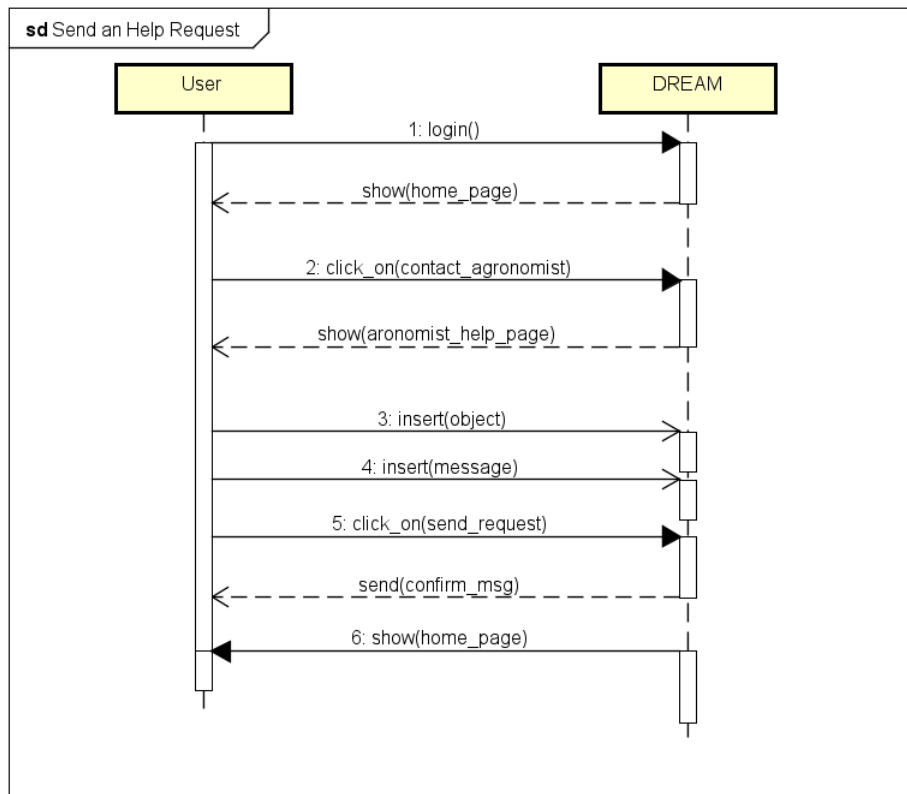 sd Send an Help Request
User
DREAM
1: login()
show(home_page)
2: click_on(contact_agronomist)
show(aronomist_help_page)
3: insert(object)
4: insert(message)
5: click_on(send_request)
send(confirm_msg)
6: show(home_page)